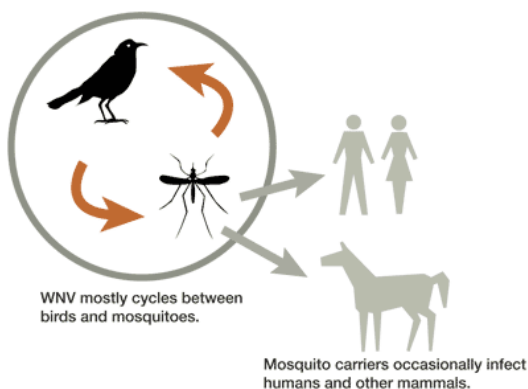 WNV mostly cycles between
birds and mosquitoes.
Mosquito carriers occasionally infect
humans and other mammals.